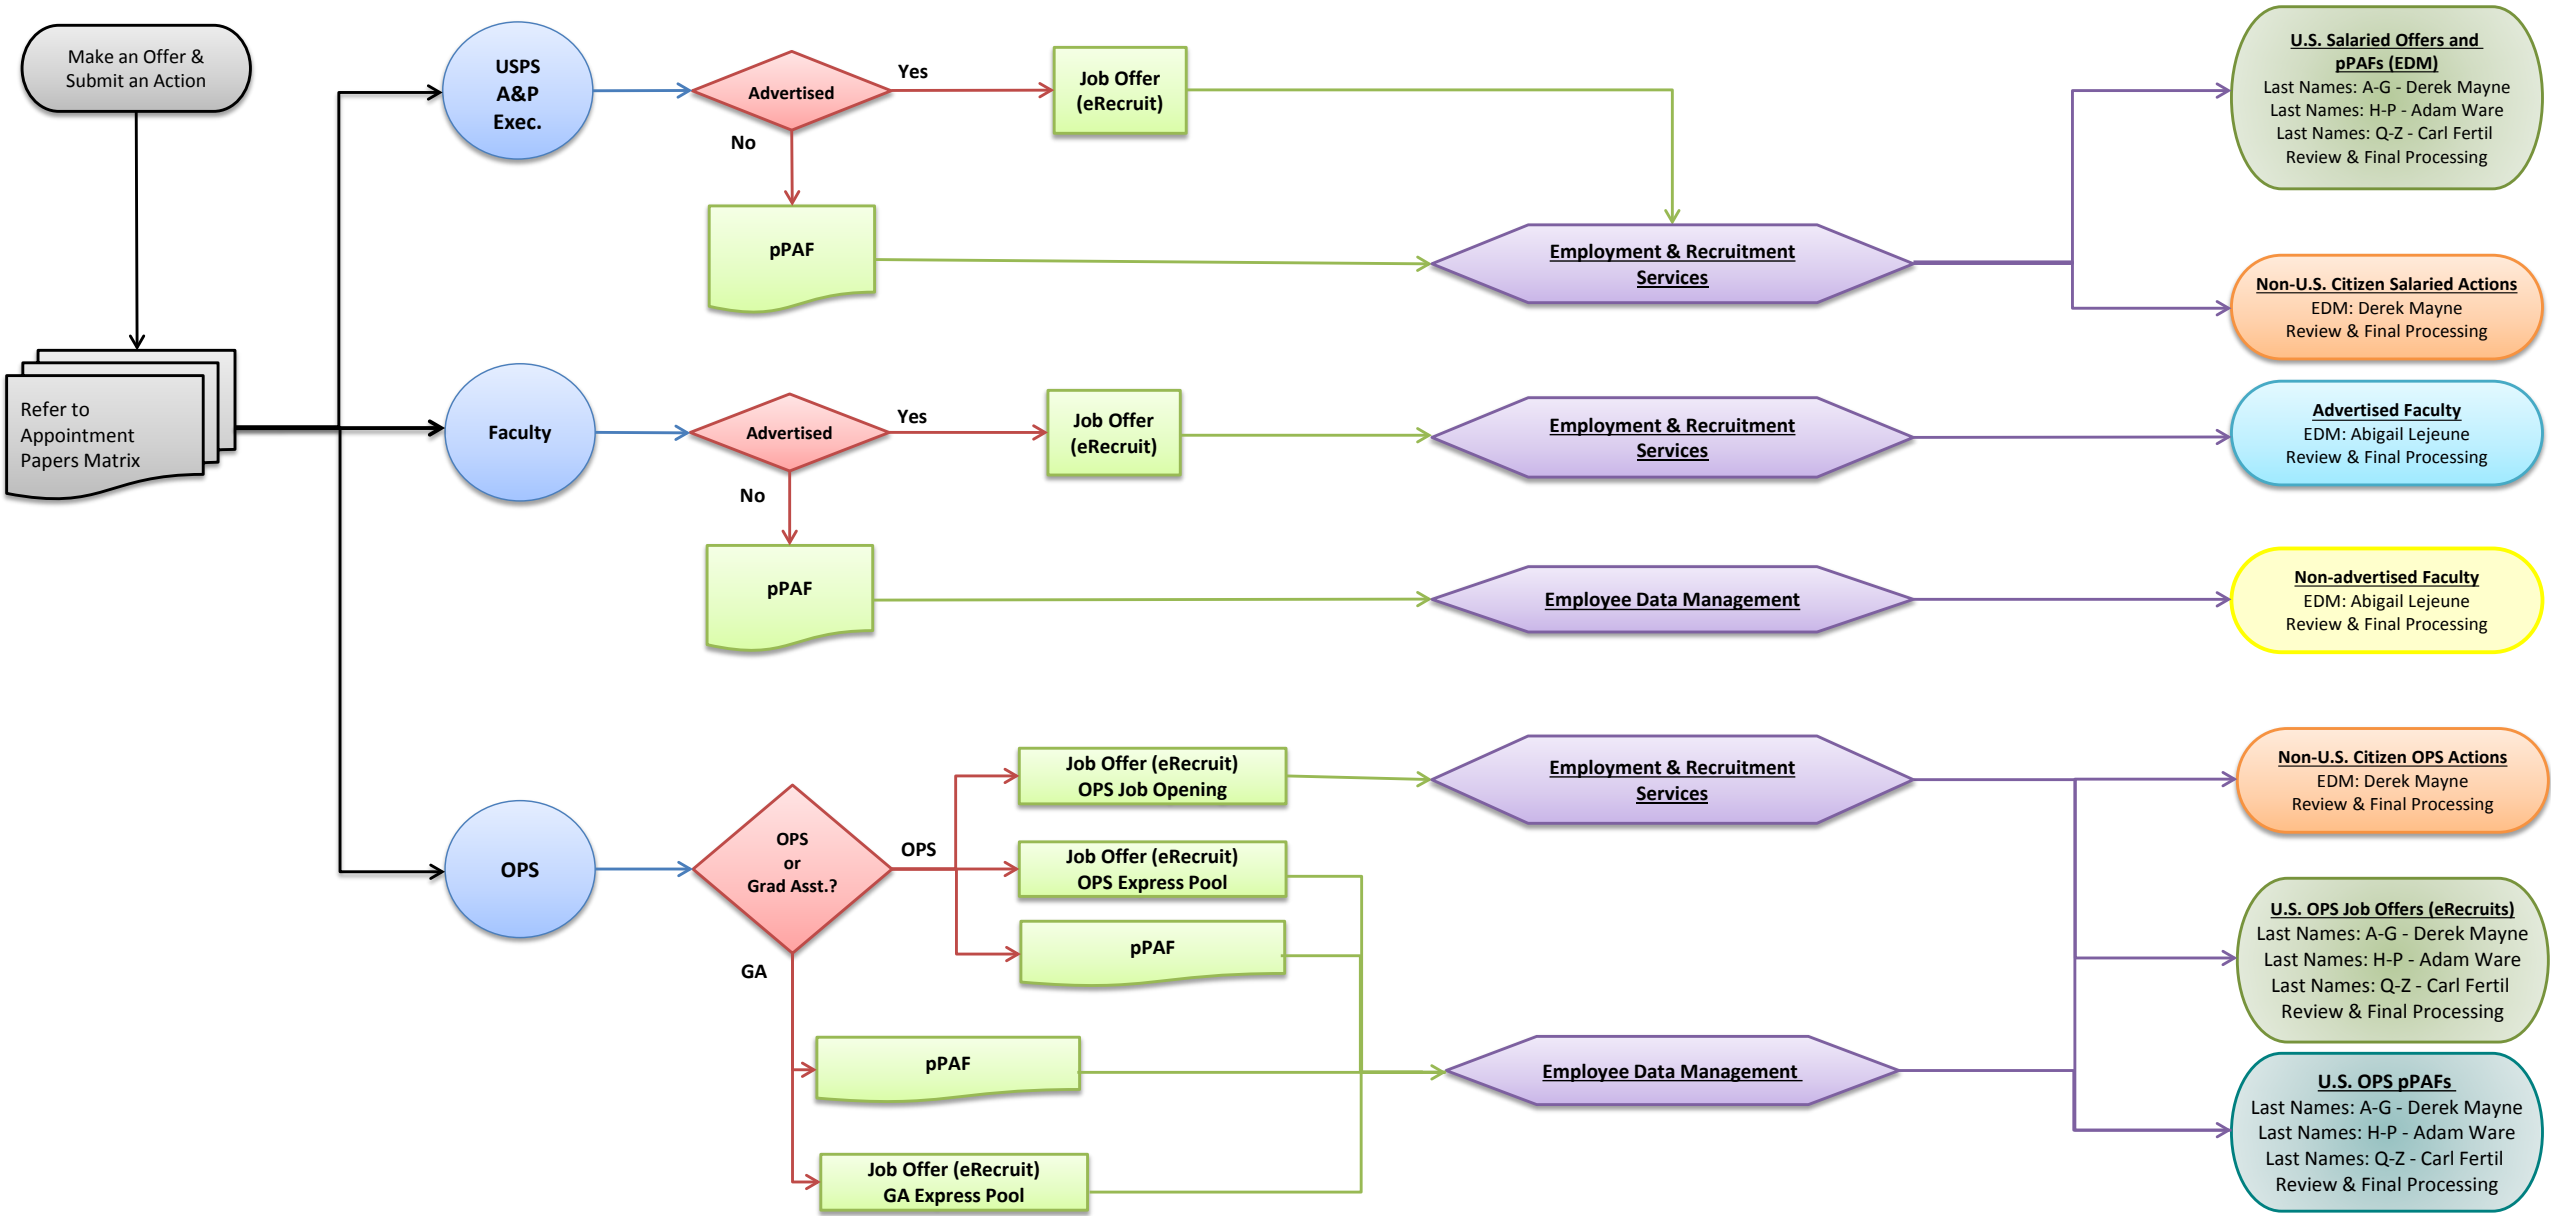 Make an Offer &
Submit an Action
Refer to
Appointment
Papers Matrix
USPS
A&P
Exec.
Advertised
Yes
No
Job Offer
(eRecruit)
pPAF
Employment & Recruitment
Services
U.S. Salaried Offers and
pPAFs (EDM)
Last Names: A-G - Derek Mayne
Last Names: H-P - Adam Ware
Last Names: Q-Z - Carl Fertil
Review & Final Processing
Non-U.S. Citizen Salaried Actions
EDM: Derek Mayne
Review & Final Processing
Faculty
Advertised
Yes
No
Job Offer
(eRecruit)
pPAF
Employment & Recruitment
Services
Advertised Faculty
EDM: Abigail Lejeune
Review & Final Processing
Employee Data Management
Non-advertised Faculty
EDM: Abigail Lejeune
Review & Final Processing
OPS
OPS
or
Grad Asst.?
OPS
GA
Job Offer (eRecruit)
OPS Job Opening
Job Offer (eRecruit)
OPS Express Pool
pPAF
pPAF
Job Offer (eRecruit)
GA Express Pool
Employment & Recruitment
Services
Employee Data Management
Non-U.S. Citizen OPS Actions
EDM: Derek Mayne
Review & Final Processing
U.S. OPS Job Offers (eRecruits)
Last Names: A-G - Derek Mayne
Last Names: H-P - Adam Ware
Last Names: Q-Z - Carl Fertil
Review & Final Processing
U.S. OPS pPAFs
Last Names: A-G - Derek Mayne
Last Names: H-P - Adam Ware
Last Names: Q-Z - Carl Fertil
Review & Final Processing